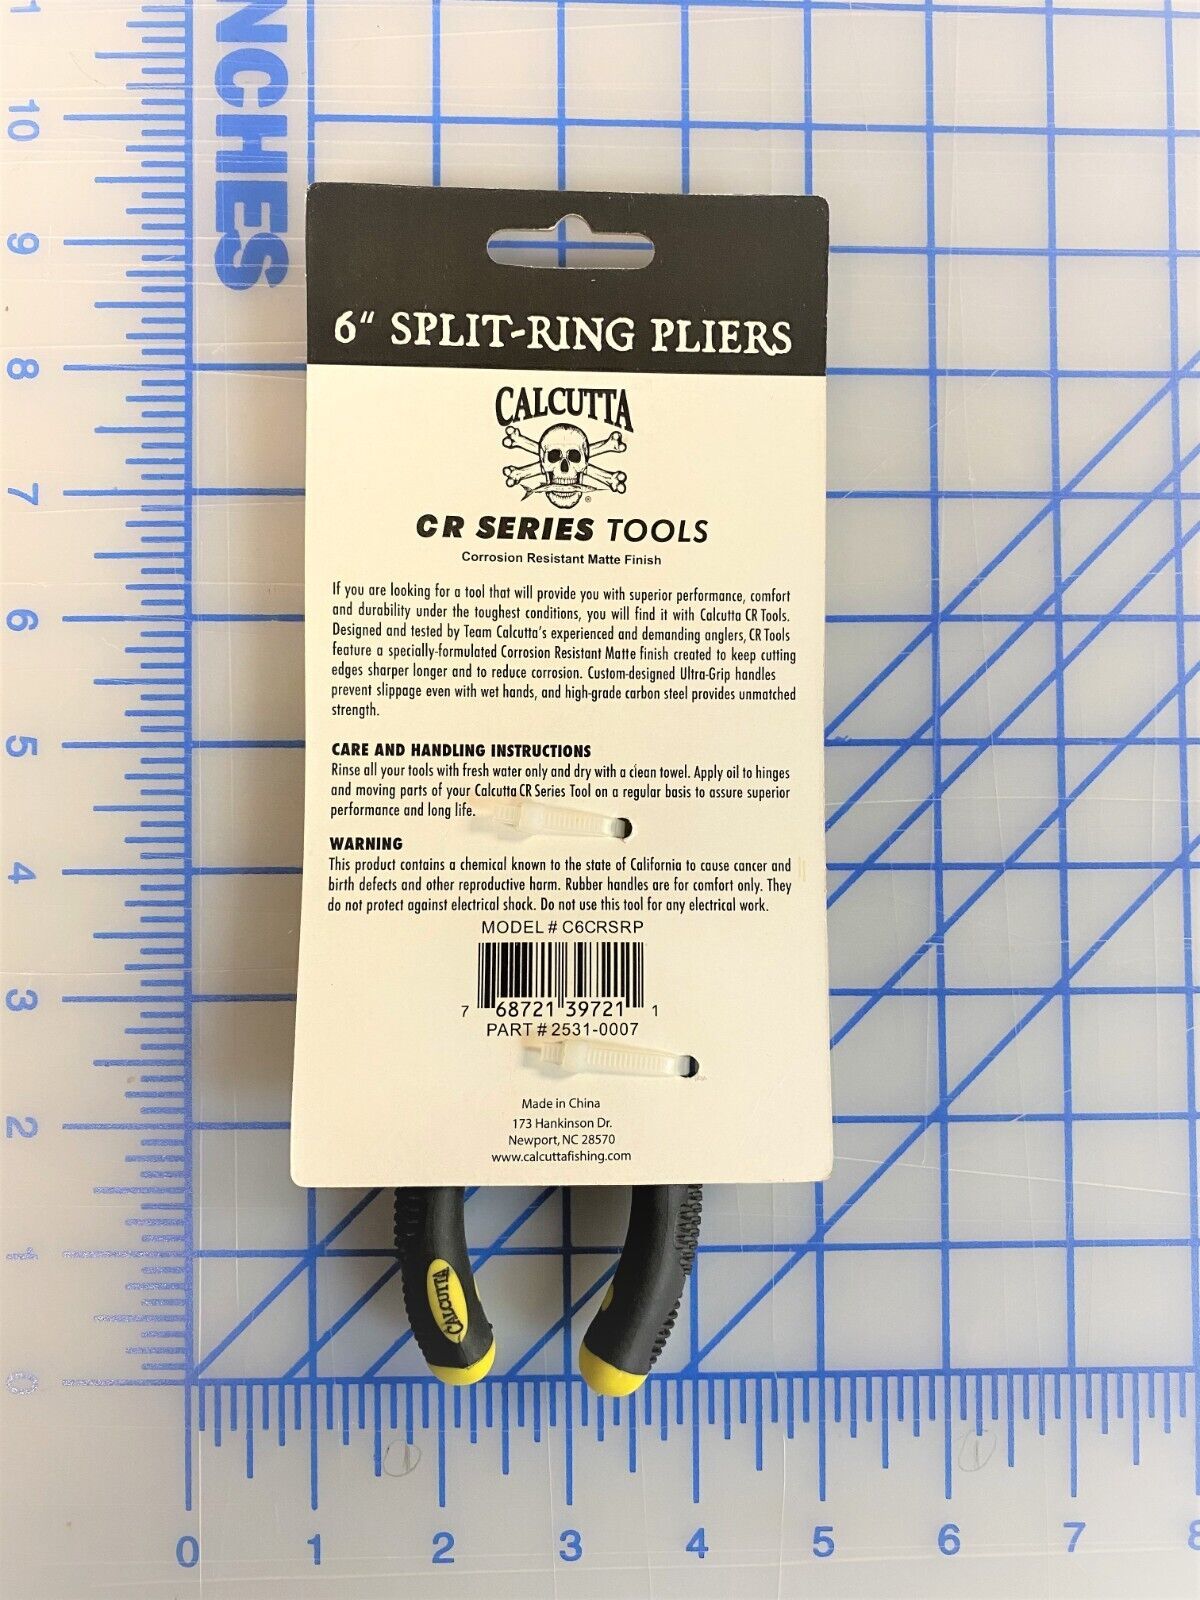 INCHES
6" SPLIT-RING PLIERS
CALCUTTA
®
CR SERIES TOOLS
Corrosion Resistant Matte Finish
If you are looking for a tool that will provide you with superior performance, comfort
and durability under the toughest conditions, you will find it with Calcutta CR Tools.
Designed and tested by Team Calcutta's experienced and demanding anglers, CR Tools
feature a specially-formulated Corrosion Resistant Matte Finish created to keep cutting
edges sharper longer and to reduce corrosion. Custom-designed Ultra-Grip handles
prevent slippage even with wet hands, and high-grade carbon steel provides unmatched
strength.
CARE AND HANDLING INSTRUCTIONS
Rinse all your tools with fresh water only and dry with a clean towel. Apply oil to hinges
and moving parts of your Calcutta CR Series Tool on a regular basis to assure superior
performance and long life.
WARNING
This product contains a chemical known to the state of California to cause cancer and
birth defects and other reproductive harm. Rubber handles are for comfort only. They
do not protect against electrical shock. Do not use this tool for any electrical work.
MODEL # C6CRSRP
7 68721 39721 1
PART # 2531-0007
Made in China
173 Hankinson Dr.
Newport, NC 28570
www.calcuttafishing.com
CALCUTTA
10
9
8
7
6
5
4
3
2
1
0
0 1 2 3 4 5 6 7 8